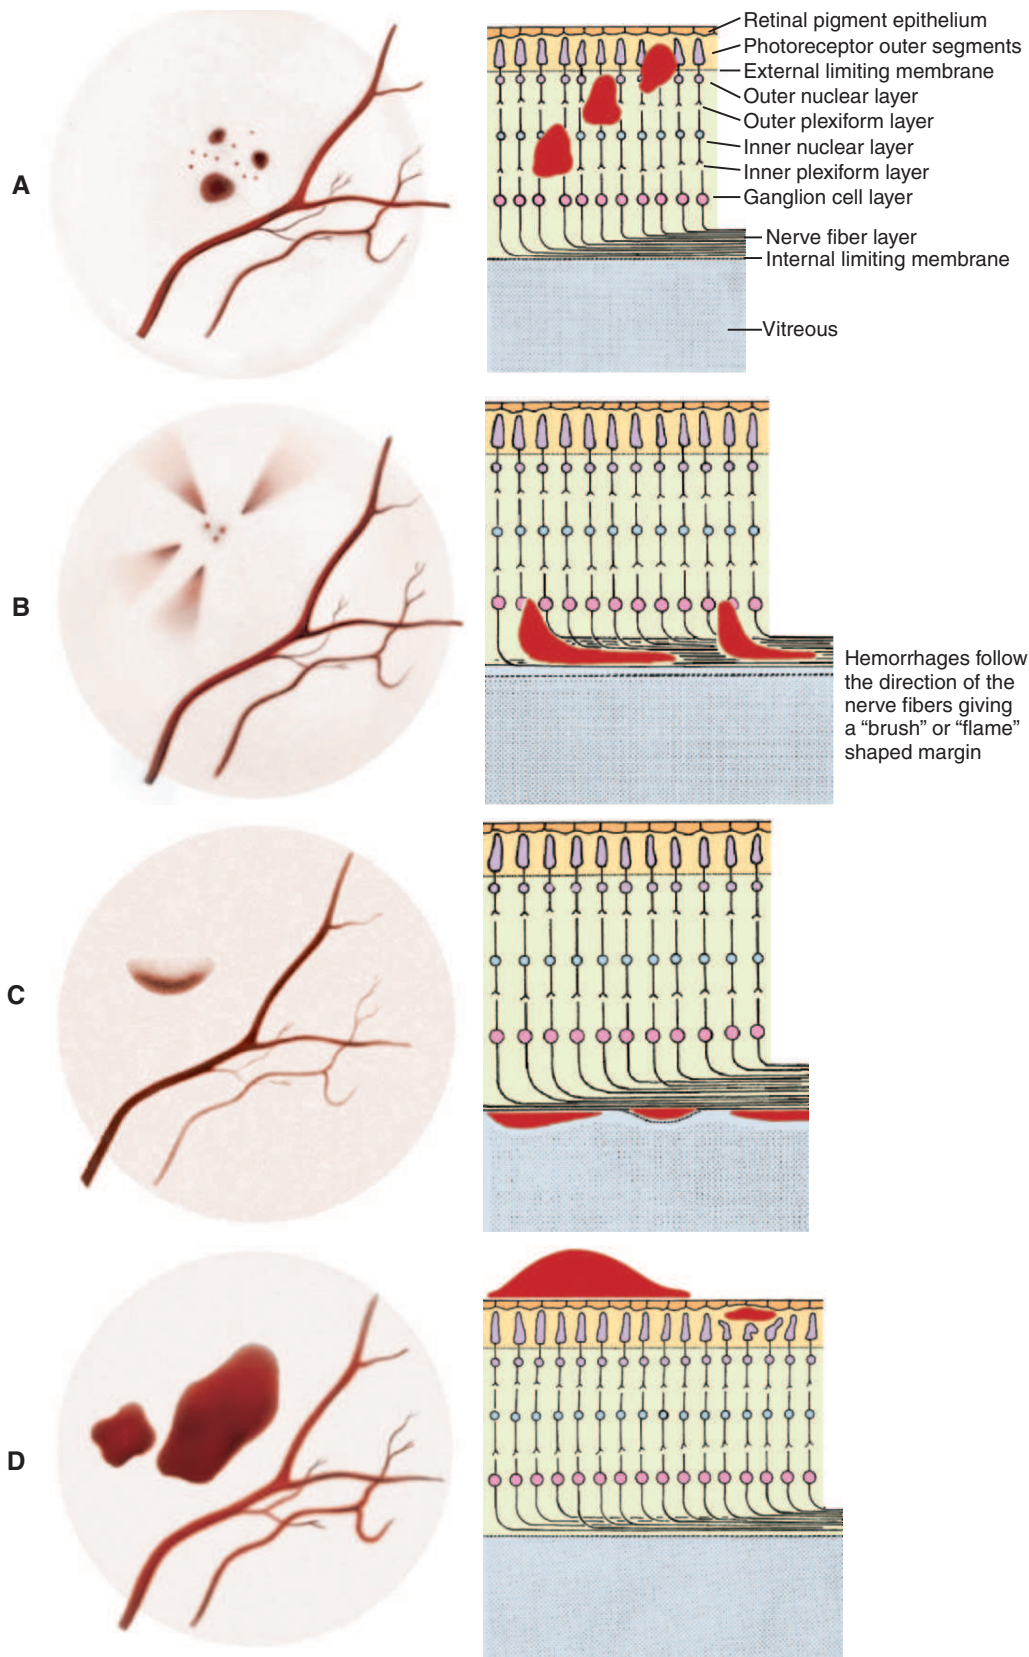 A
Retinal pigment epithelium
Photoreceptor outer segments
External limiting membrane
Outer nuclear layer
Outer plexiform layer
Inner nuclear layer
Inner plexiform layer
Ganglion cell layer
Nerve fiber layer
Internal limiting membrane
Vitreous
B
Hemorrhages follow
the direction of the
nerve fibers giving
a “brush” or “flame”
shaped margin
C
D